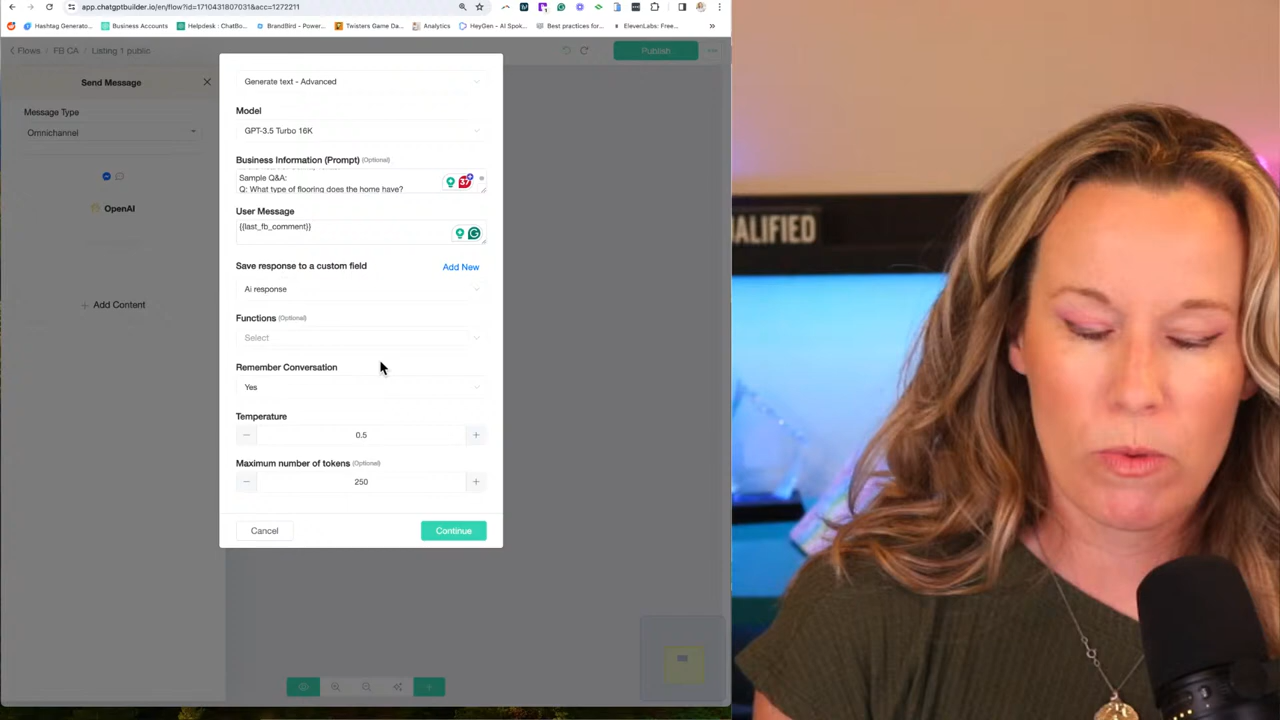 app.chatgptbuilder.io/en/flow?id=1710431807031&acc=1272211
Hashtag Generato...
Business Accounts
Helpdesk : ChatBo...
BrandBird - Power...
Twisters Game Da...
Analytics
HeyGen - AI Spok...
Best practices for...
ElevenLabs: Free...
Flows
FB CA
Listing 1 public
Publish
Send Message
Message Type
Omnichannel
OpenAI
+ Add Content
Generate text - Advanced
Model
GPT-3.5 Turbo 16K
Business Information (Prompt) (Optional)
Sample Q&A:
Q: What type of flooring does the home have?
37
User Message
{{last_fb_comment}}
Save response to a custom field
Add New
Ai response
Functions (Optional)
Select
Remember Conversation
Yes
Temperature
0.5
Maximum number of tokens (Optional)
250
Cancel
Continue
ALIFIED